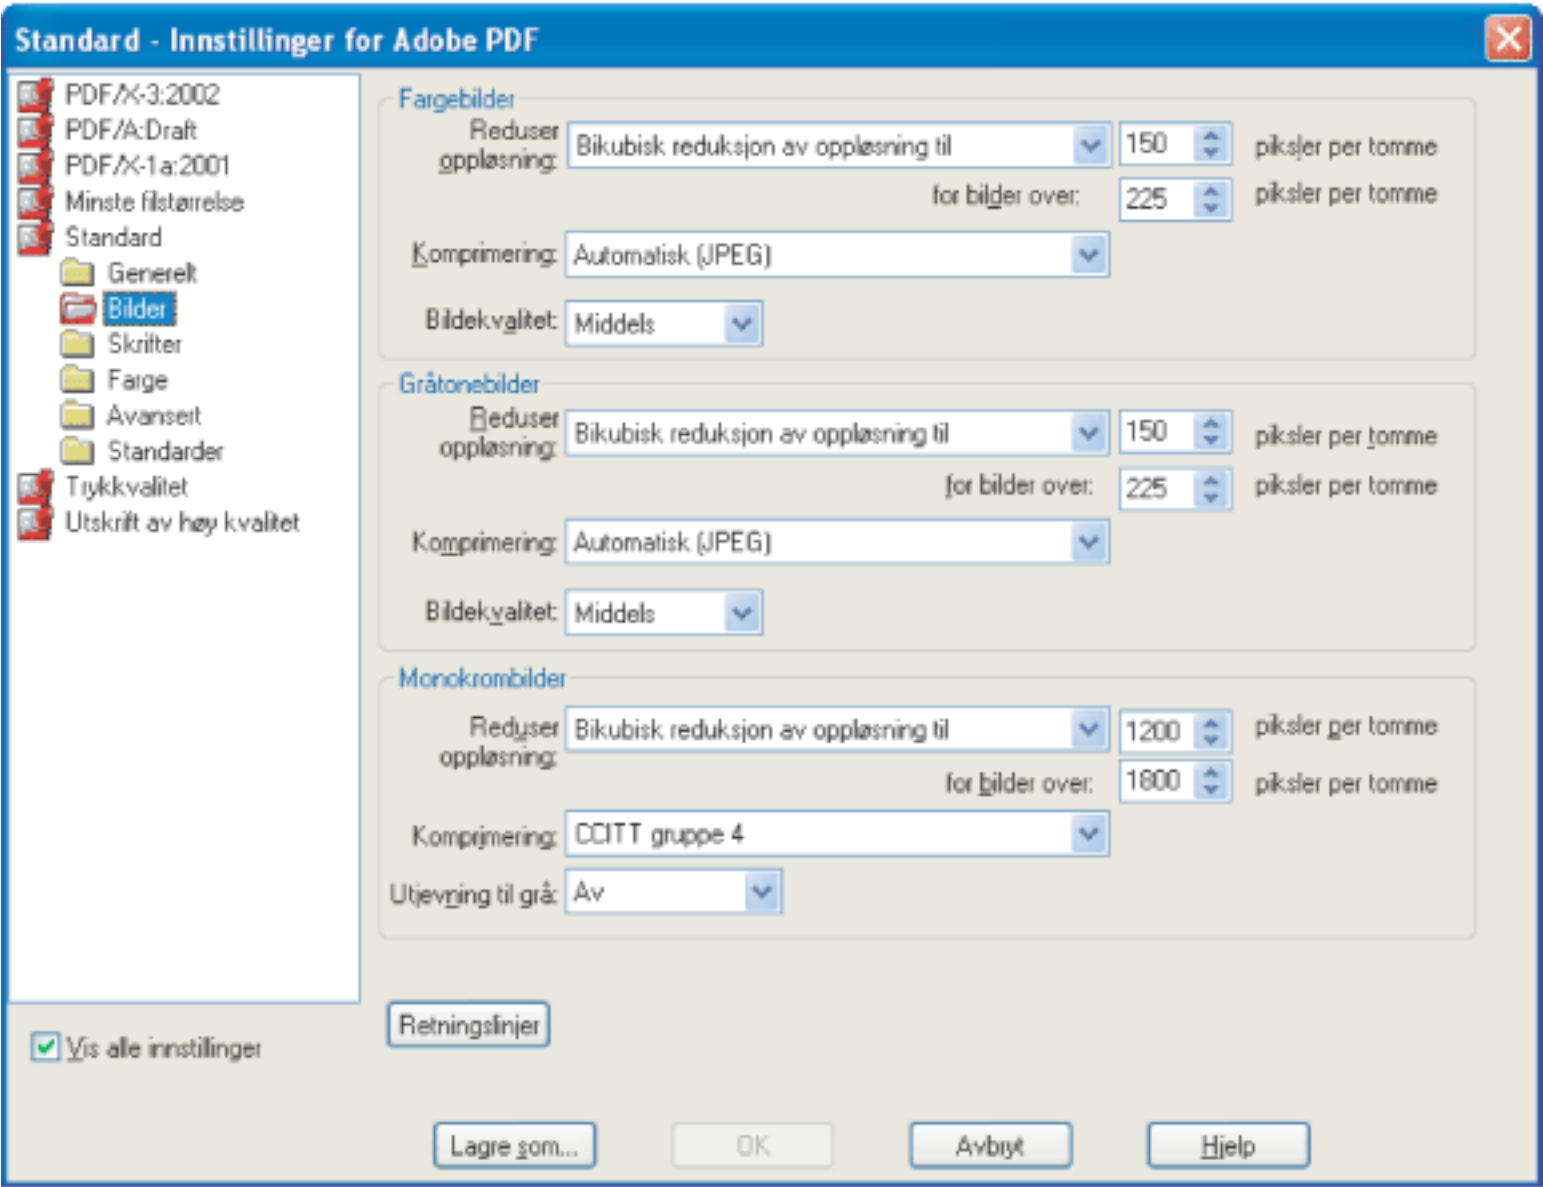 Standard - Innstillinger for Adobe PDF
PDF/X-3:2002
PDF/A:Draft
PDF/X-1a:2001
Minste filstørrelse
Standard
Generelt
Bilder
Skrifter
Farge
Avansert
Standarder
Trykkvalitet
Utskrift av høy kvalitet
Vis alle innstillinger
Fargebilder
Reduser oppløsning: Bikubisk reduksjon av oppløsning til 150 piksler per tomme
for bilder over: 225 piksler per tomme
Komprimering: Automatisk (JPEG)
Bildekvalitet: Middels
Gråtonebilder
Reduser oppløsning: Bikubisk reduksjon av oppløsning til 150 piksler per tomme
for bilder over: 225 piksler per tomme
Komprimering: Automatisk (JPEG)
Bildekvalitet: Middels
Monokrombilder
Reduser oppløsning: Bikubisk reduksjon av oppløsning til 1200 piksler per tomme
for bilder over: 1800 piksler per tomme
Komprimering: CCITT gruppe 4
Utjevning til grå: Av
Retningslinjer
Lagre som... OK Avbryt Hjelp